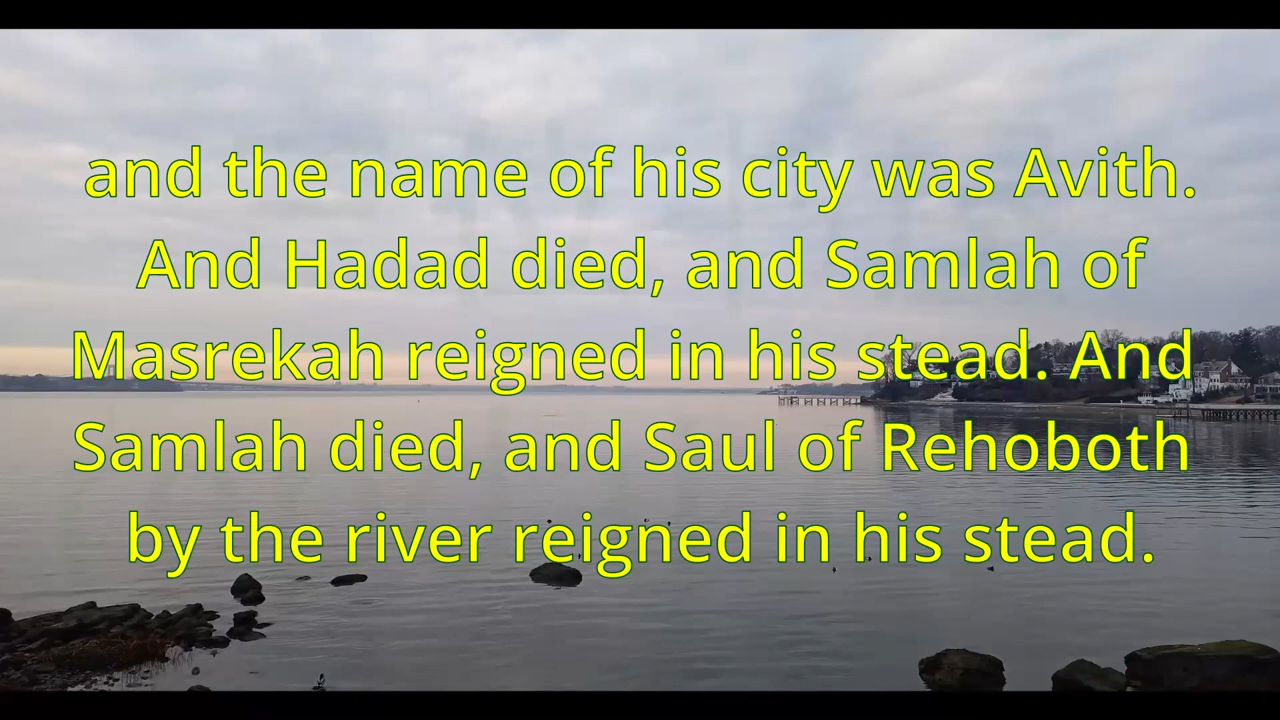 and the name of his city was Avith.
And Hadad died, and Samlah of
Masrekah reigned in his stead. And
Samlah died, and Saul of Rehoboth
by the river reigned in his stead.